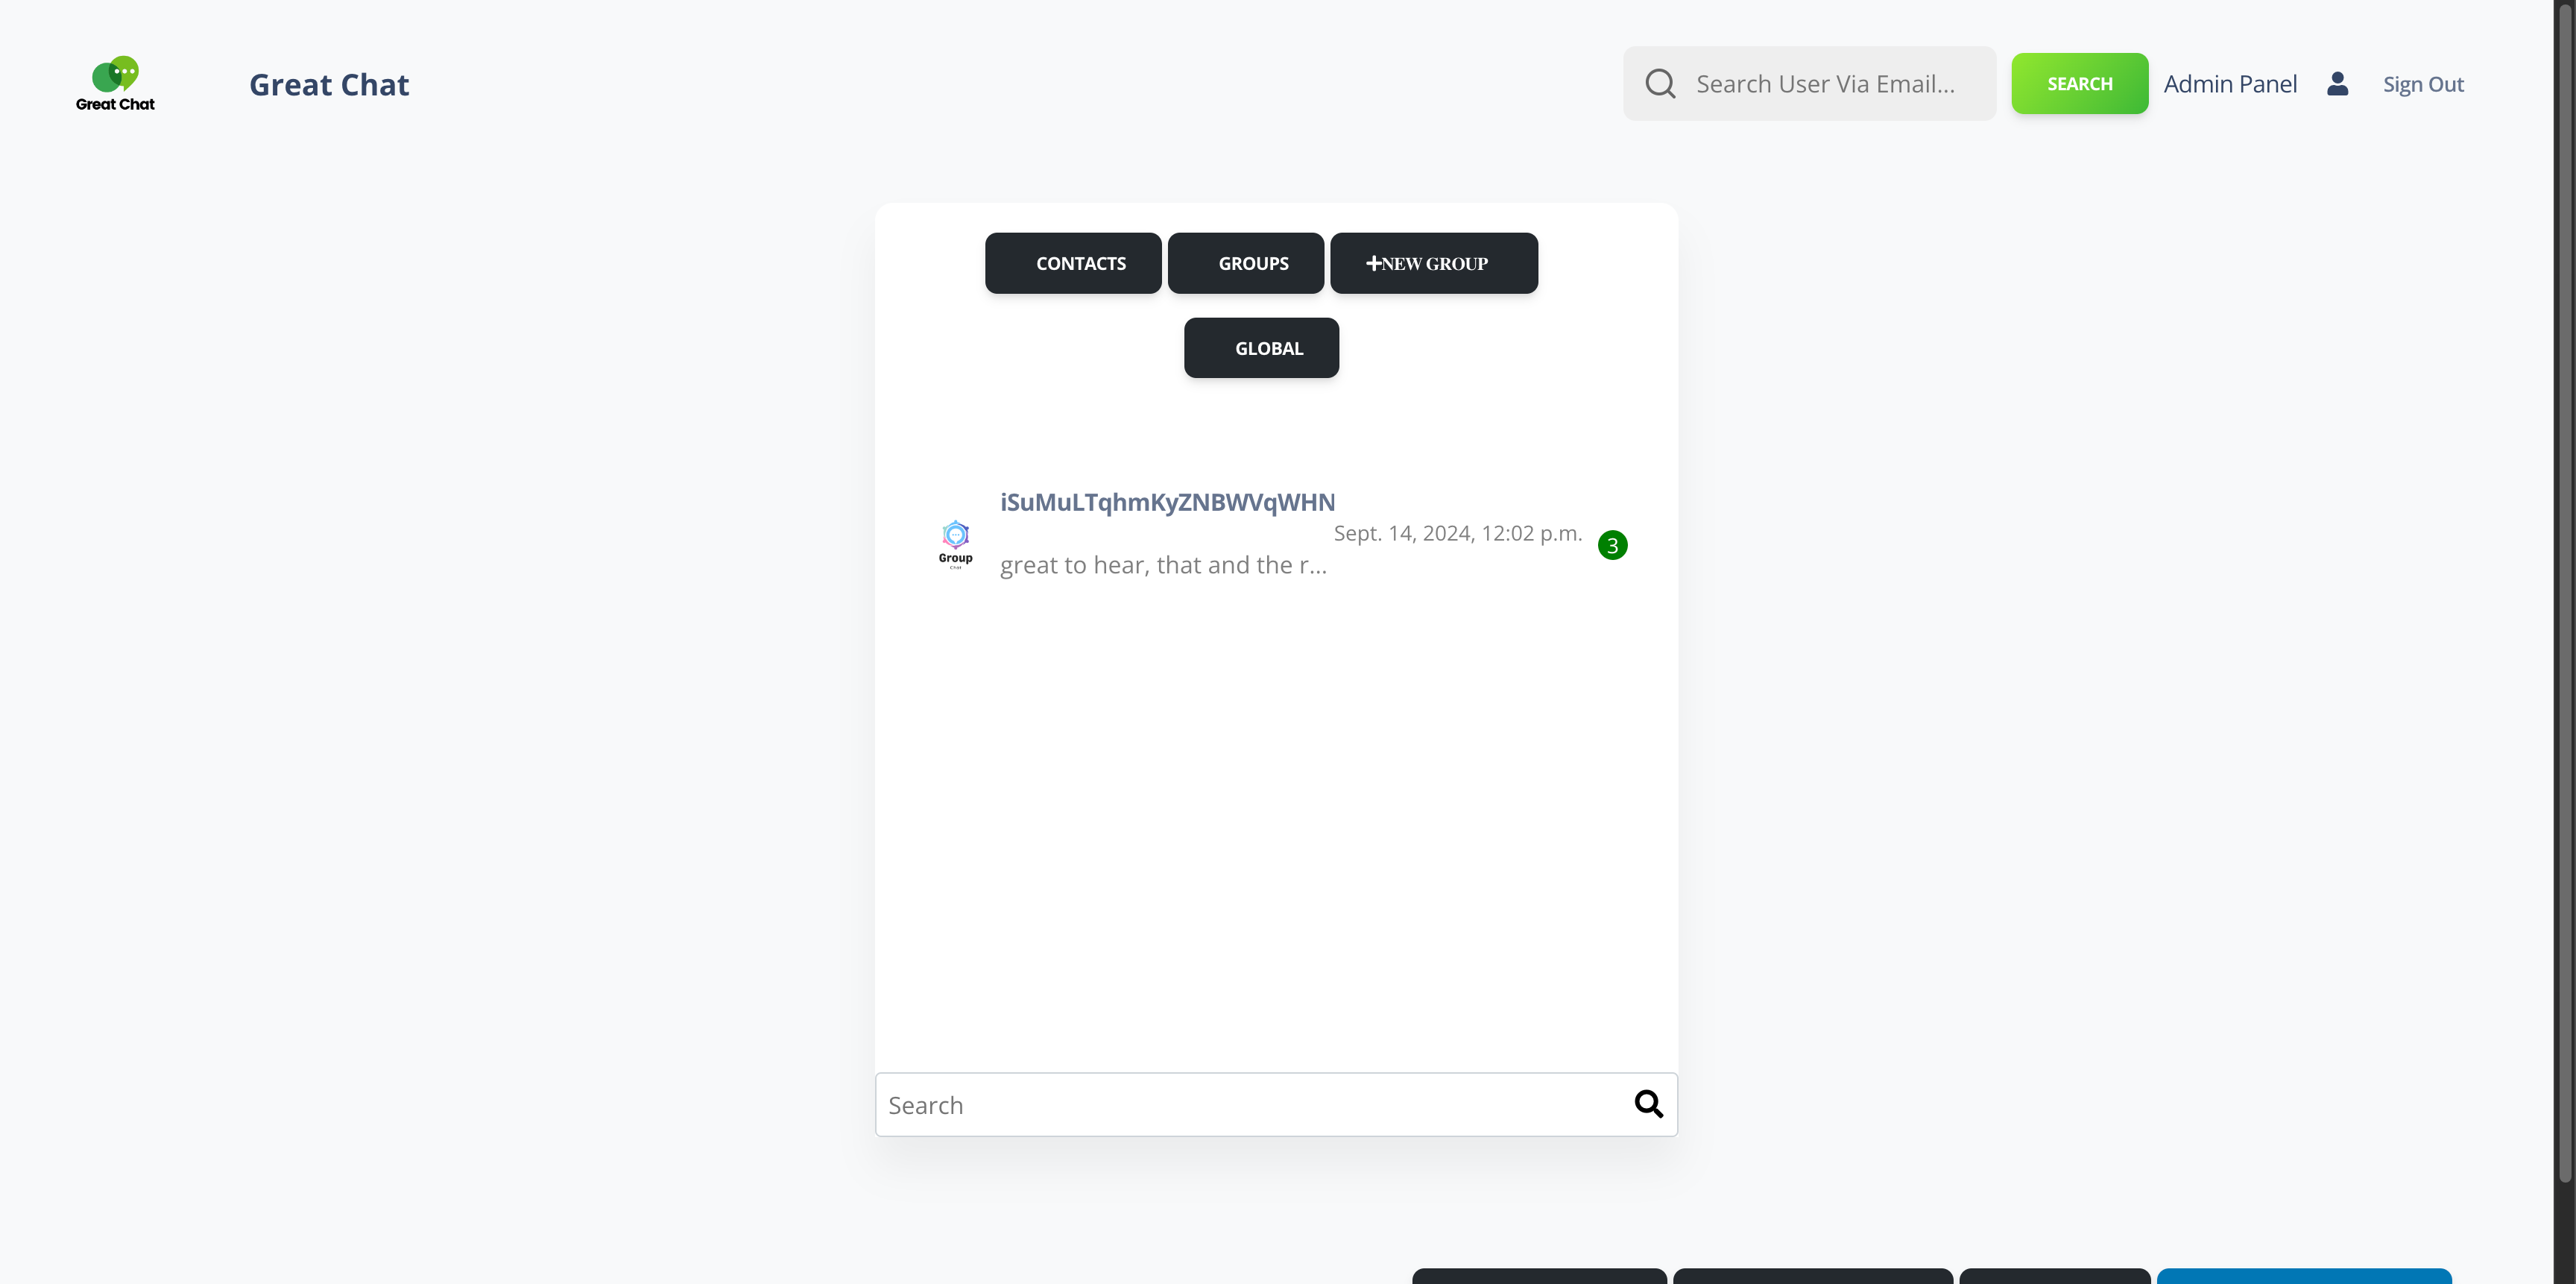 Great Chat
Great Chat
Search User Via Email...
SEARCH
Admin Panel
Sign Out
CONTACTS
GROUPS
NEW GROUP
GLOBAL
iSuMuLTqhmKyZNBWVqWHN
Sept. 14, 2024, 12:02 p.m.
3
great to hear, that and the r...
Group
Chat
Search